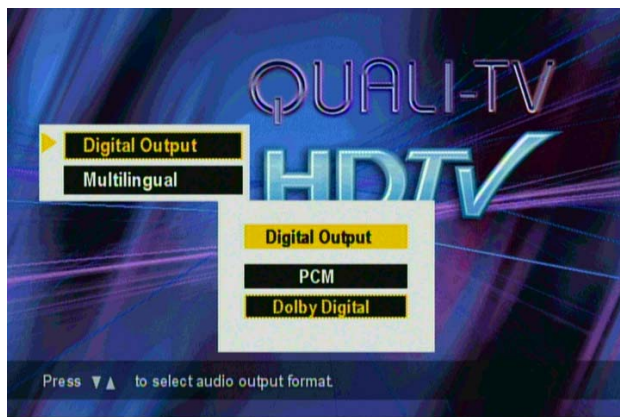 QUALI-TV
HDTV
Digital Output
Multilingual
Digital Output
PCM
Dolby Digital
Press ▼▲ to select audio output format.